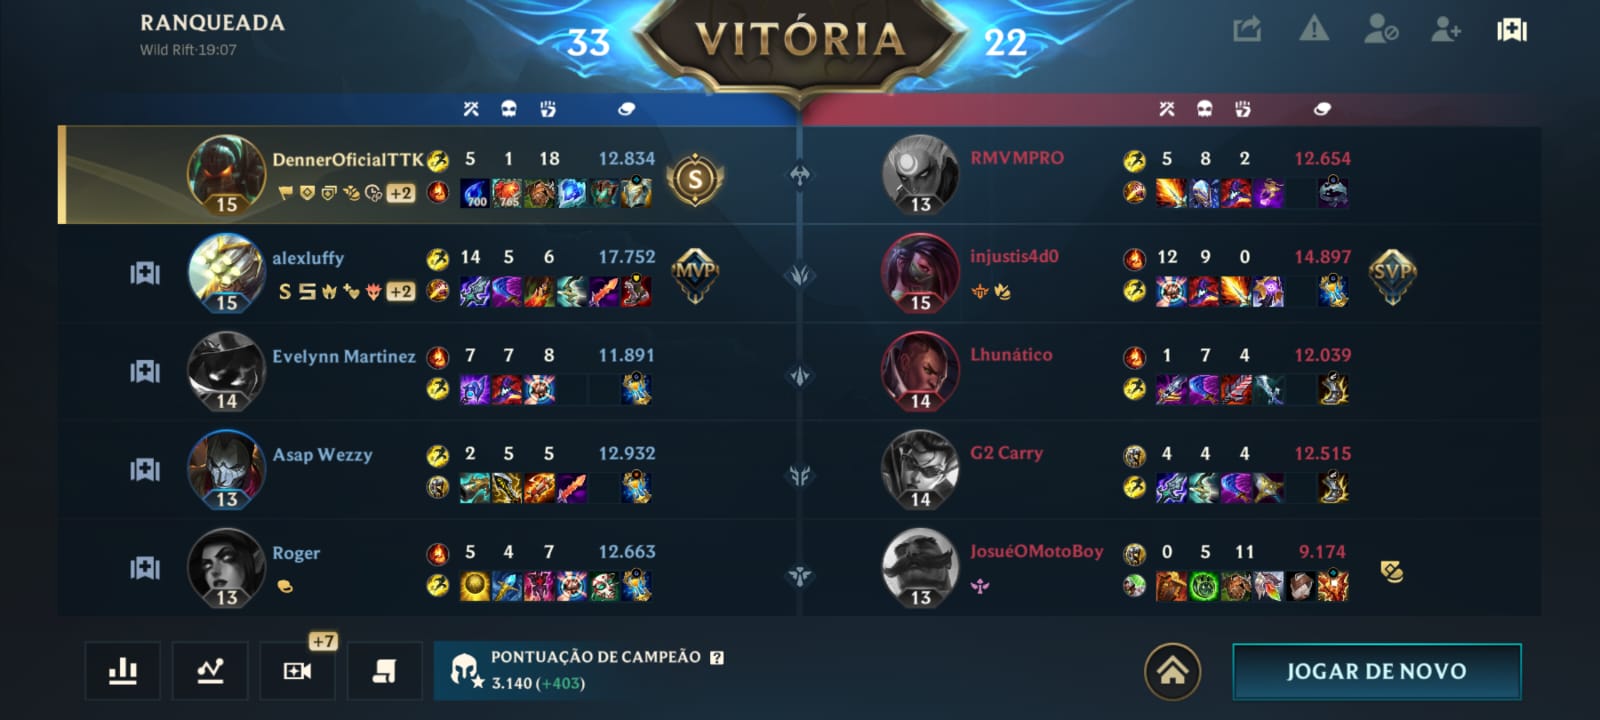 RANQUEADA
Wild Rift·19:07
33 VITÓRIA 22
DennerOficialTTK 5 1 18 12.834
15 +2 700 765 S
RMVMPRO 5 8 2 12.654
13
alexluffy 14 5 6 17.752
15 S +2 MVP
injustis4d0 12 9 0 14.897
15 SVP
Evelynn Martinez 7 7 8 11.891
14
Lhunático 1 7 4 12.039
14
Asap Wezzy 2 5 5 12.932
13
G2 Carry 4 4 4 12.515
14
Roger 5 4 7 12.663
13
JosuéOMotoBoy 0 5 11 9.174
13
+7
PONTUAÇÃO DE CAMPEÃO ?
3.140 (+403)
JOGAR DE NOVO